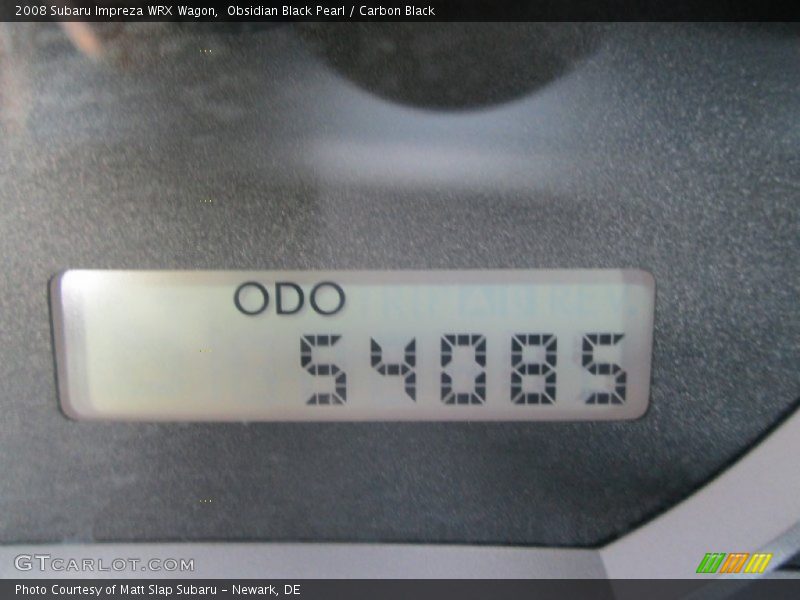 2008 Subaru Impreza WRX Wagon,  Obsidian Black Pearl / Carbon Black
ODO
54085
GTCARLOT.COM
Photo Courtesy of Matt Slap Subaru - Newark, DE